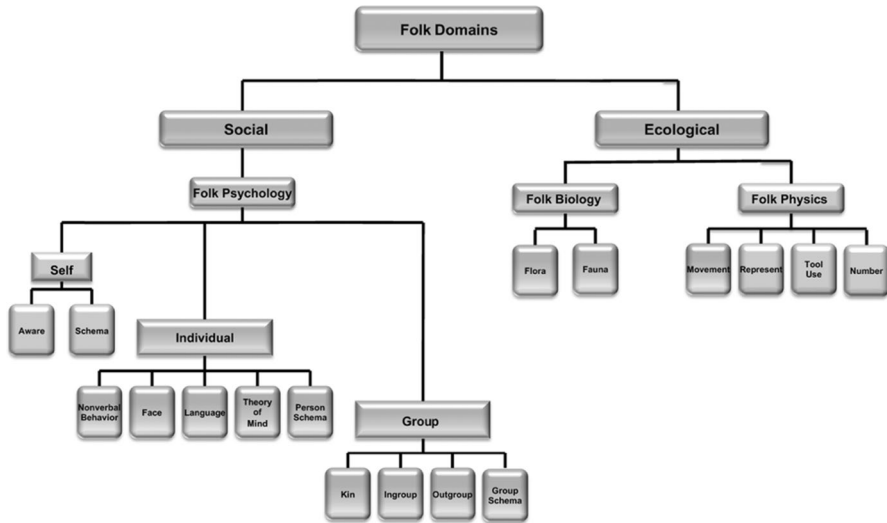 Folk Domains
Social
Ecological
Folk Psychology
Folk Biology
Folk Physics
Self
Flora
Fauna
Movement
Represent
Tool
Use
Number
Aware
Schema
Individual
Nonverbal
Behavior
Face
Language
Theory
of
Mind
Person
Schema
Group
Kin
Ingroup
Outgroup
Group
Schema